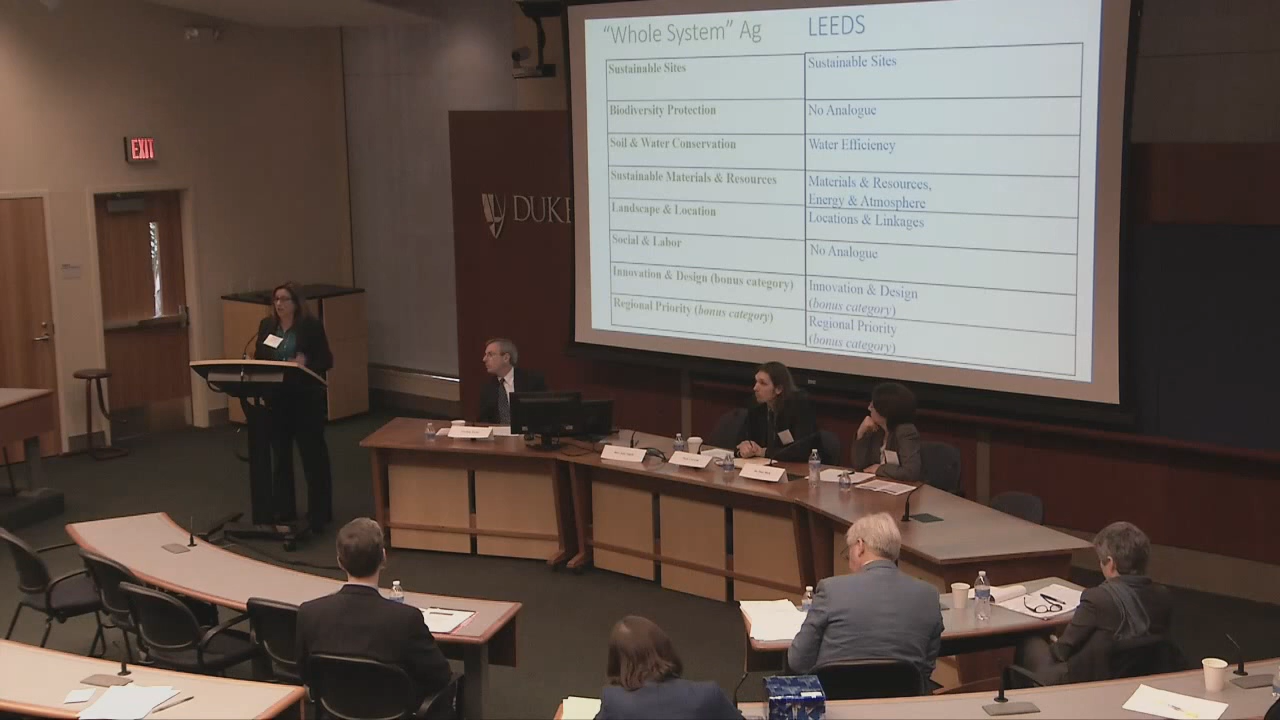 "Whole System" Ag
LEEDS
Sustainable Sites
Sustainable Sites
Biodiversity Protection
No Analogue
Soil & Water Conservation
Water Efficiency
Sustainable Materials & Resources
Materials & Resources,
Energy & Atmosphere
Landscape & Location
Locations & Linkages
Social & Labor
No Analogue
Innovation & Design (bonus category)
Innovation & Design
(bonus category)
Regional Priority (bonus category)
Regional Priority
(bonus category)
EXIT
DUKE